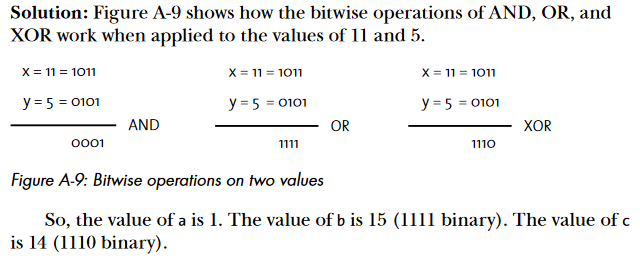 Solution: Figure A-9 shows how the bitwise operations of AND, OR, and
XOR work when applied to the values of 11 and 5.
x = 11 = 1011 x = 11 = 1011 x = 11 = 1011
y = 5 = 0101 y = 5 = 0101 y = 5 = 0101
AND OR XOR
0001 1111 1110
Figure A-9: Bitwise operations on two values
So, the value of a is 1. The value of b is 15 (1111 binary). The value of c
is 14 (1110 binary).